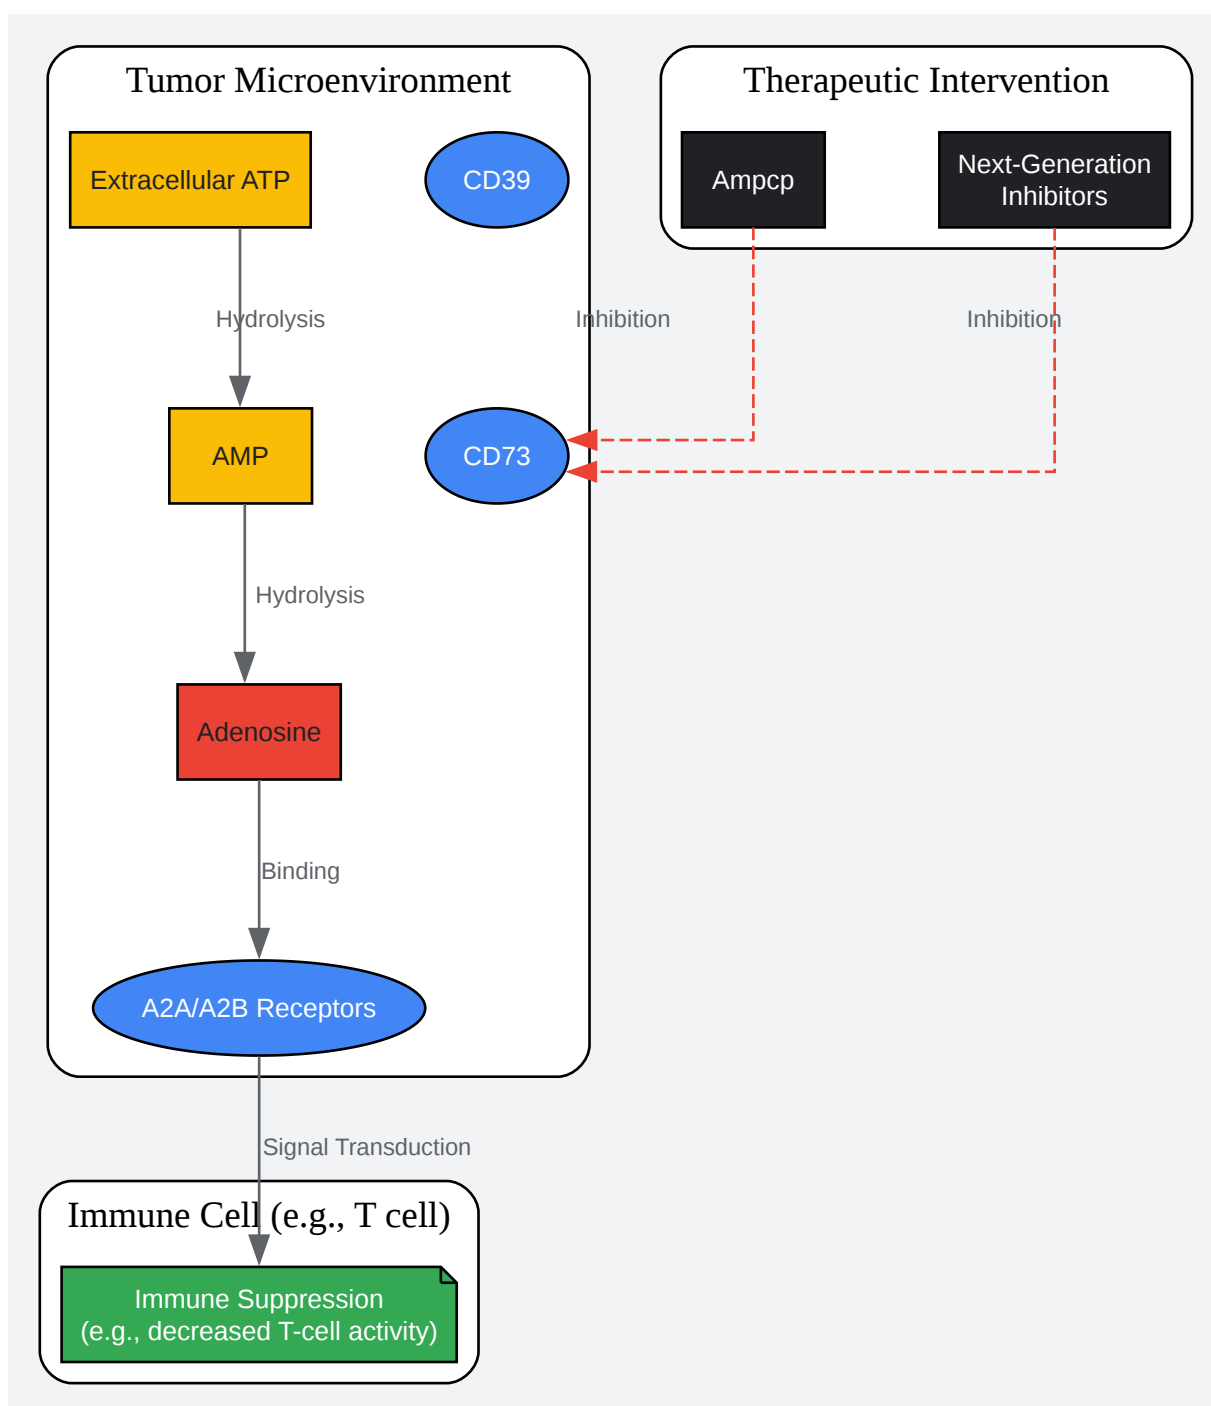 Tumor Microenvironment
Therapeutic Intervention
Extracellular ATP
CD39
Ampcp
Next-Generation
Inhibitors
Hydrolysis
Inhibition
Inhibition
AMP
CD73
Hydrolysis
Adenosine
Binding
A2A/A2B Receptors
Signal Transduction
Immune Cell (e.g., T cell)
Immune Suppression
(e.g., decreased T-cell activity)